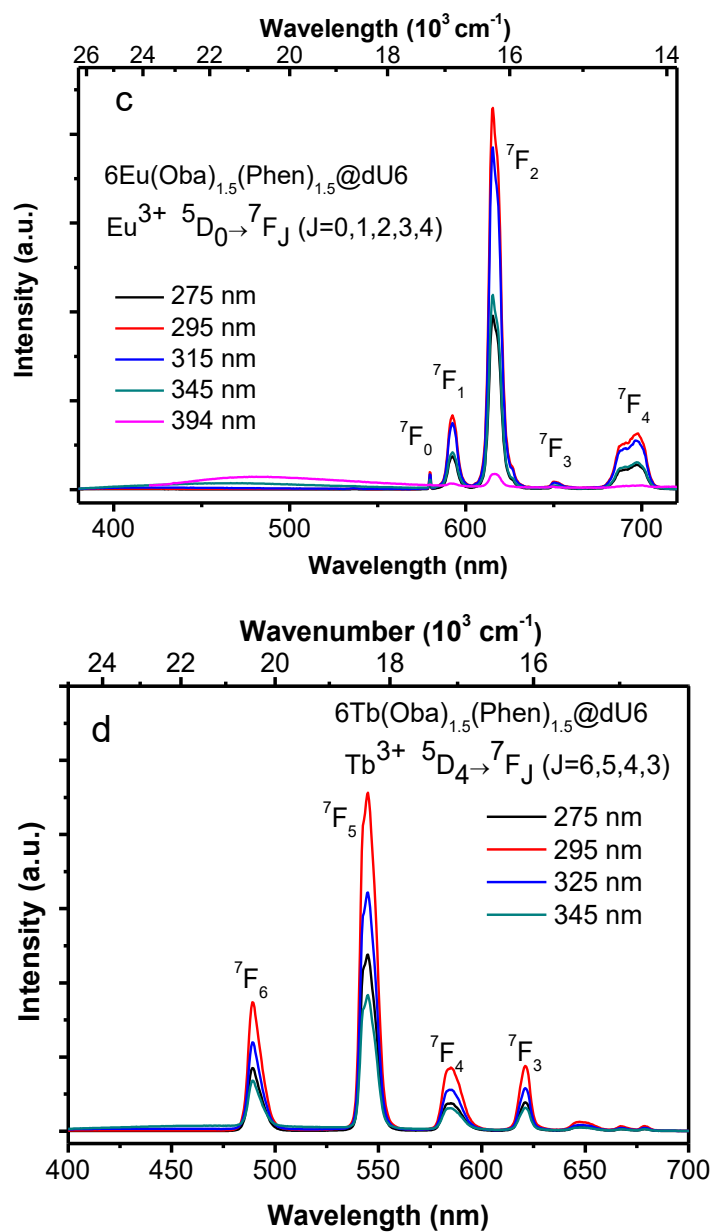 Wavelength (10³ cm⁻¹)
26 24 22 20 18 16 14
c
6Eu(Oba)₁.₅(Phen)₁.₅@dU6
Eu³⁺ ⁵D₀→⁷F_J (J=0,1,2,3,4)
275 nm
295 nm
315 nm
345 nm
394 nm
⁷F₀
⁷F₁
⁷F₂
⁷F₃
⁷F₄
Intensity (a.u.)
400 500 600 700
Wavelength (nm)
Wavenumber (10³ cm⁻¹)
24 22 20 18 16
d
6Tb(Oba)₁.₅(Phen)₁.₅@dU6
Tb³⁺ ⁵D₄→⁷F_J (J=6,5,4,3)
275 nm
295 nm
325 nm
345 nm
⁷F₆
⁷F₅
⁷F₄
⁷F₃
Intensity (a.u.)
400 450 500 550 600 650 700
Wavelength (nm)